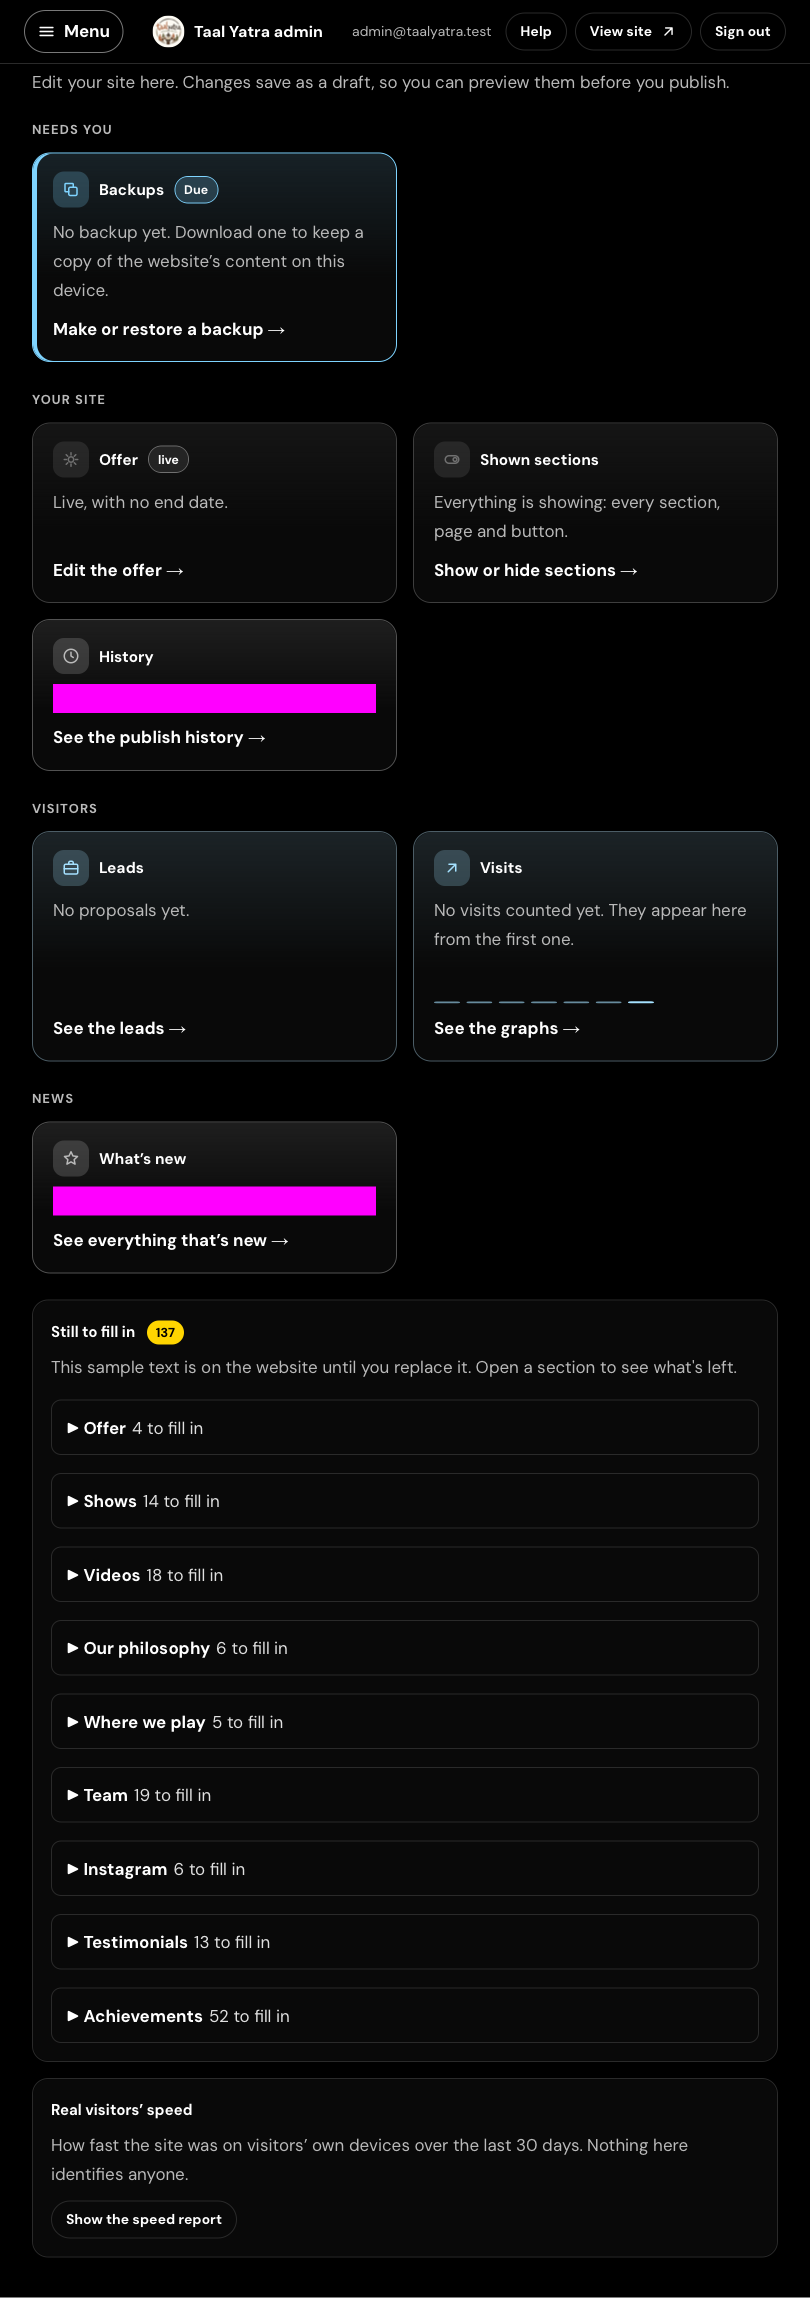 Menu
Taal Yatra admin
admin@taalyatra.test
Help
View site
Sign out
Edit your site here. Changes save as a draft, so you can preview them before you publish.
NEEDS YOU
Backups
Due
No backup yet. Download one to keep a
copy of the website’s content on this
device.
Make or restore a backup →
YOUR SITE
Offer
live
Live, with no end date.
Edit the offer →
Shown sections
Everything is showing: every section,
page and button.
Show or hide sections →
History
See the publish history →
VISITORS
Leads
No proposals yet.
See the leads →
Visits
No visits counted yet. They appear here
from the first one.
See the graphs →
NEWS
What’s new
See everything that’s new →
Still to fill in
137
This sample text is on the website until you replace it. Open a section to see what's left.
Offer 4 to fill in
Shows 14 to fill in
Videos 18 to fill in
Our philosophy 6 to fill in
Where we play 5 to fill in
Team 19 to fill in
Instagram 6 to fill in
Testimonials 13 to fill in
Achievements 52 to fill in
Real visitors’ speed
How fast the site was on visitors’ own devices over the last 30 days. Nothing here
identifies anyone.
Show the speed report